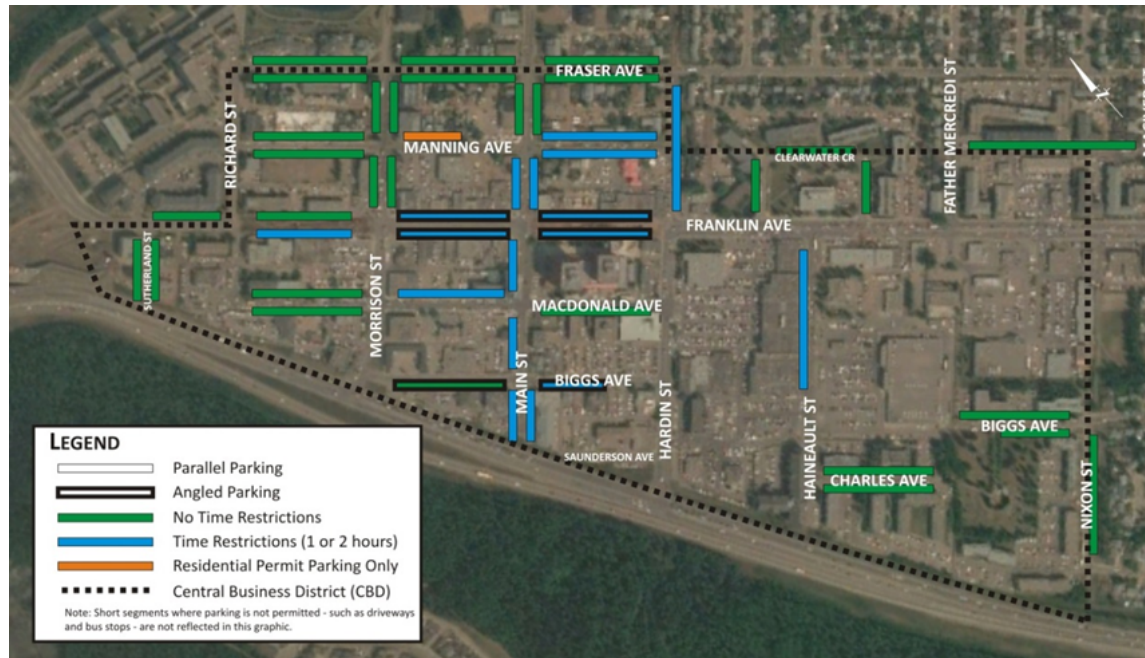 FRASER AVE
RICHARD ST
MANNING AVE
CLEARWATER CR
FATHER MERCREDI ST
FRANKLIN AVE
SUTHERLAND ST
MORRISON ST
MACDONALD AVE
MAIN ST
BIGGS AVE
HARDIN ST
HAINEAULT ST
BIGGS AVE
SAUNDERSON AVE
CHARLES AVE
NIXON ST
LEGEND
Parallel Parking
Angled Parking
No Time Restrictions
Time Restrictions (1 or 2 hours)
Residential Permit Parking Only
Central Business District (CBD)
Note: Short segments where parking is not permitted - such as driveways
and bus stops - are not reflected in this graphic.